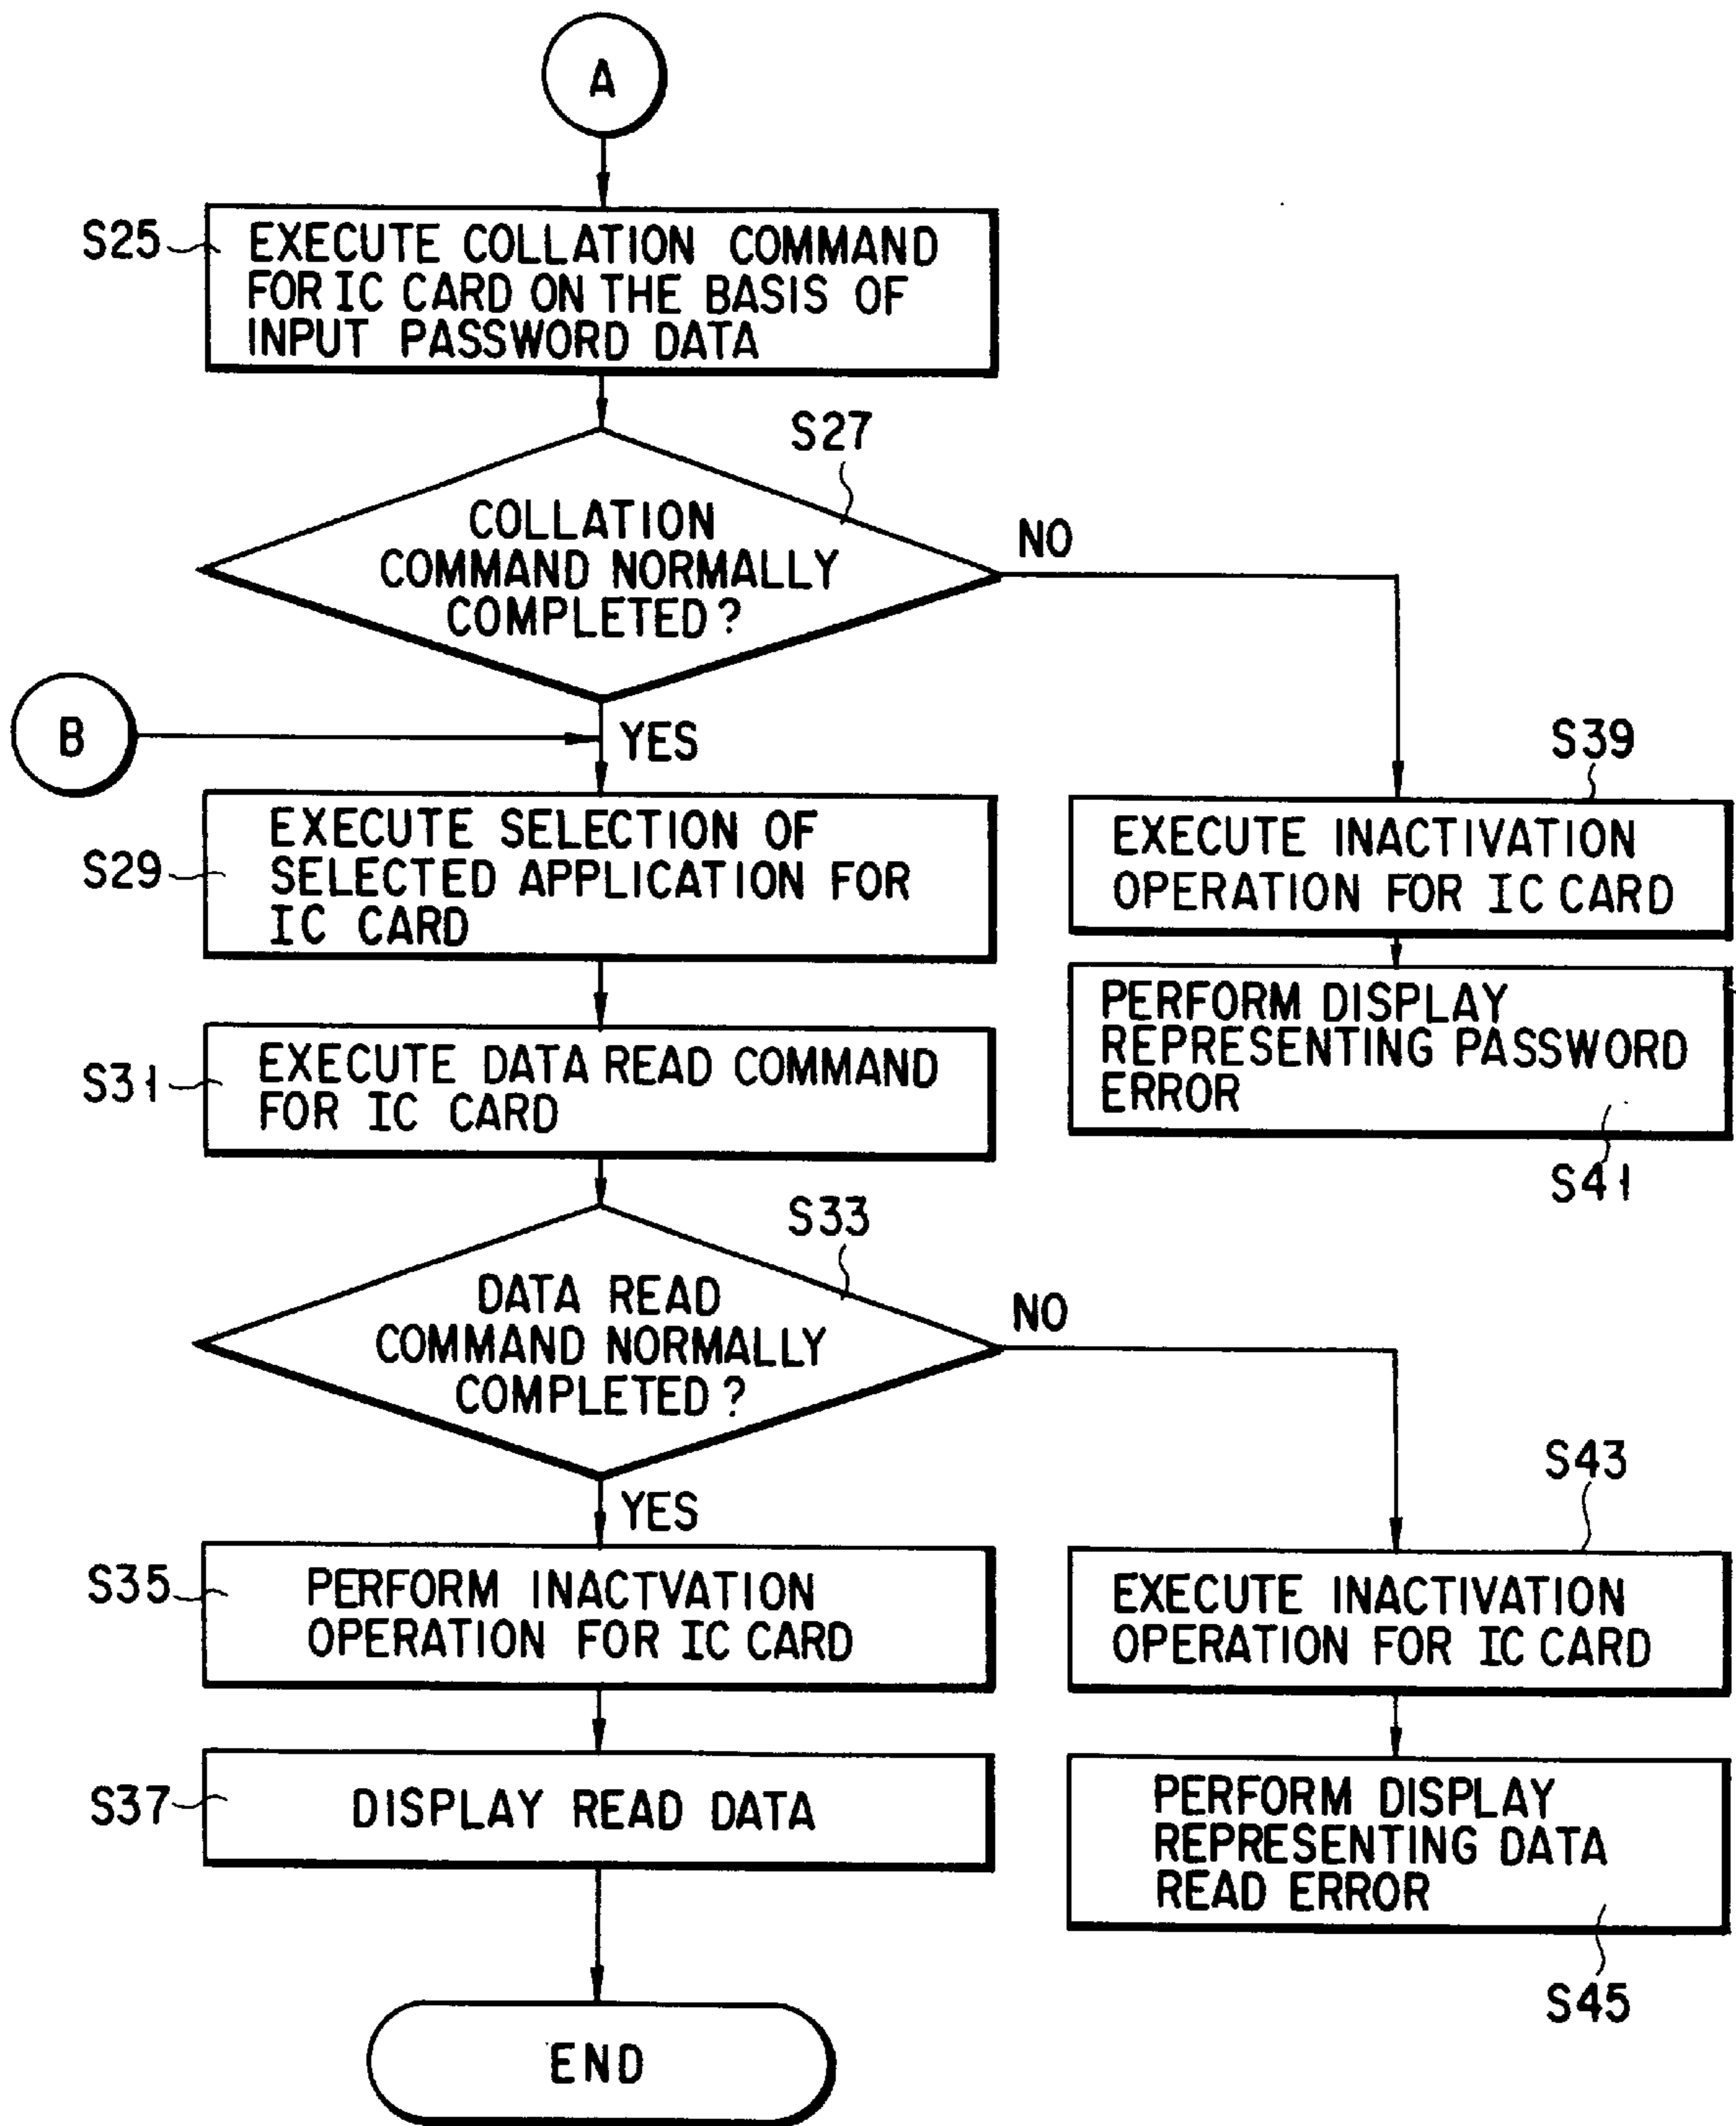 A
S25
EXECUTE COLLATION COMMAND
FOR IC CARD ON THE BASIS OF
INPUT PASSWORD DATA
S27
COLLATION
COMMAND NORMALLY
COMPLETED?
NO
B
YES
S29
EXECUTE SELECTION OF
SELECTED APPLICATION FOR
IC CARD
S39
EXECUTE INACTIVATION
OPERATION FOR IC CARD
PERFORM DISPLAY
REPRESENTING PASSWORD
ERROR
S41
S31
EXECUTE DATA READ COMMAND
FOR IC CARD
S33
DATA READ
COMMAND NORMALLY
COMPLETED?
NO
YES
S35
PERFORM INACTVATION
OPERATION FOR IC CARD
S43
EXECUTE INACTIVATION
OPERATION FOR IC CARD
S37
DISPLAY READ DATA
PERFORM DISPLAY
REPRESENTING DATA
READ ERROR
S45
END